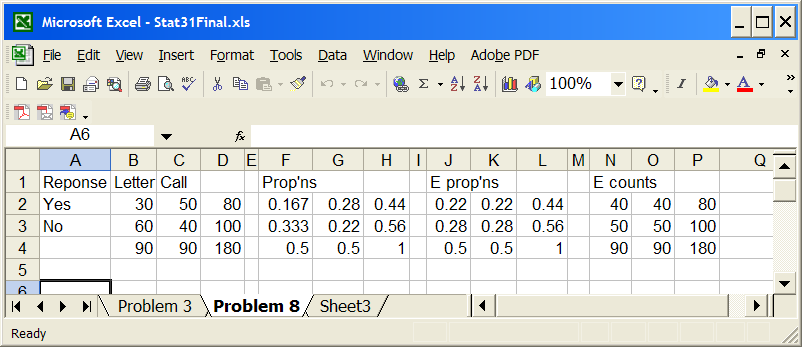 Microsoft Excel - Stat31Final.xls
File Edit View Insert Format Tools Data Window Help Adobe PDF
ABC Σ A Z Z A 100% ? I A
A6 fx
A B C D E F G H I J K L M N O P Q
1 Reponse Letter Call Prop'ns E prop'ns E counts
2 Yes 30 50 80 0.167 0.28 0.44 0.22 0.22 0.44 40 40 80
3 No 60 40 100 0.333 0.22 0.56 0.28 0.28 0.56 50 50 100
4 90 90 180 0.5 0.5 1 0.5 0.5 1 90 90 180
5
6
Problem 3 Problem 8 Sheet3
Ready